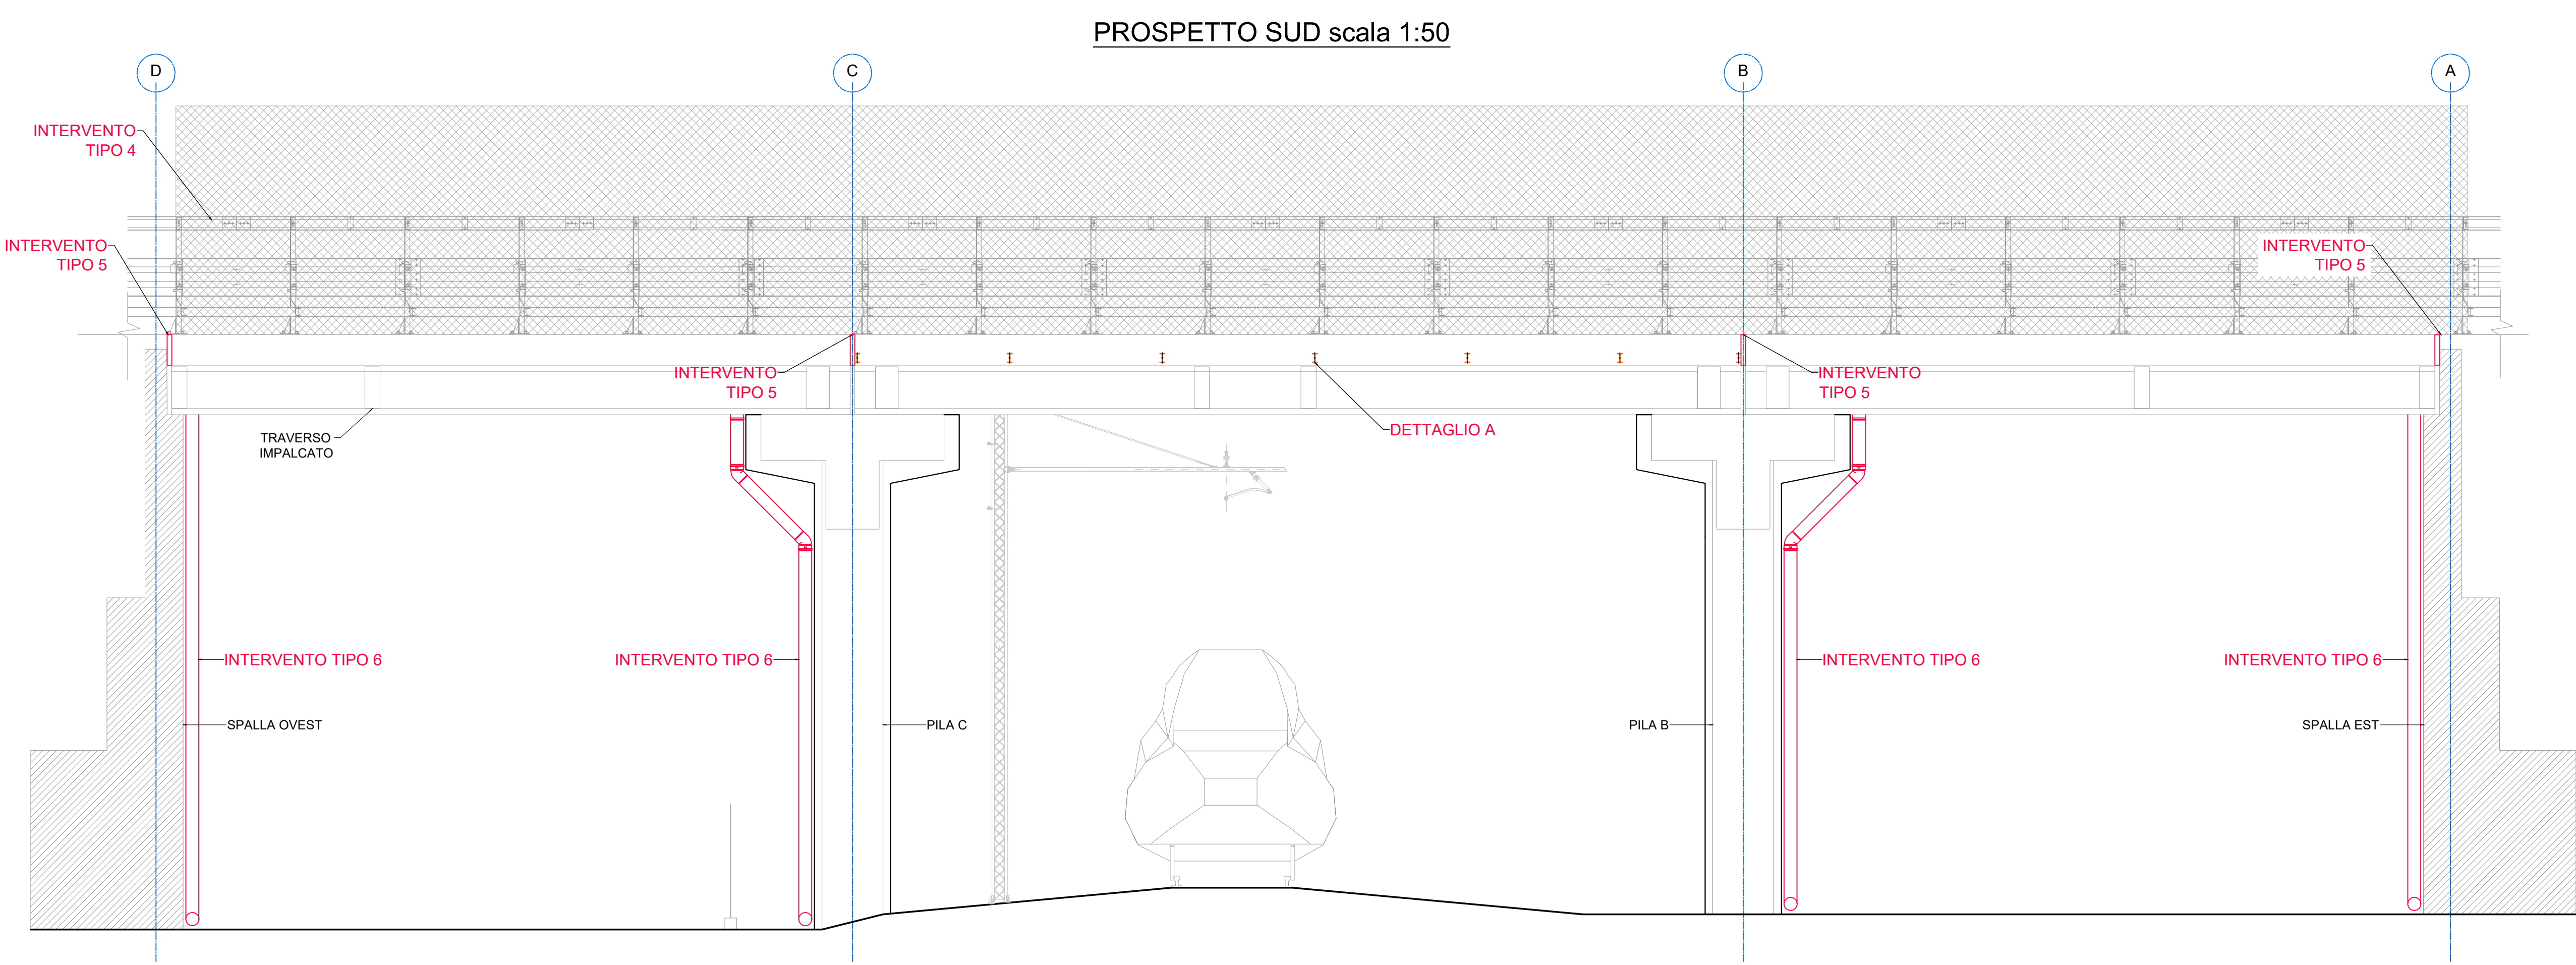 PROSPETTO SUD scala 1:50
D
C
B
A
INTERVENTO
TIPO 4
INTERVENTO
TIPO 5
INTERVENTO
TIPO 5
INTERVENTO
TIPO 5
INTERVENTO
TIPO 5
DETTAGLIO A
TRAVERSO
IMPALCATO
INTERVENTO TIPO 6
INTERVENTO TIPO 6
INTERVENTO TIPO 6
INTERVENTO TIPO 6
SPALLA OVEST
PILA C
PILA B
SPALLA EST